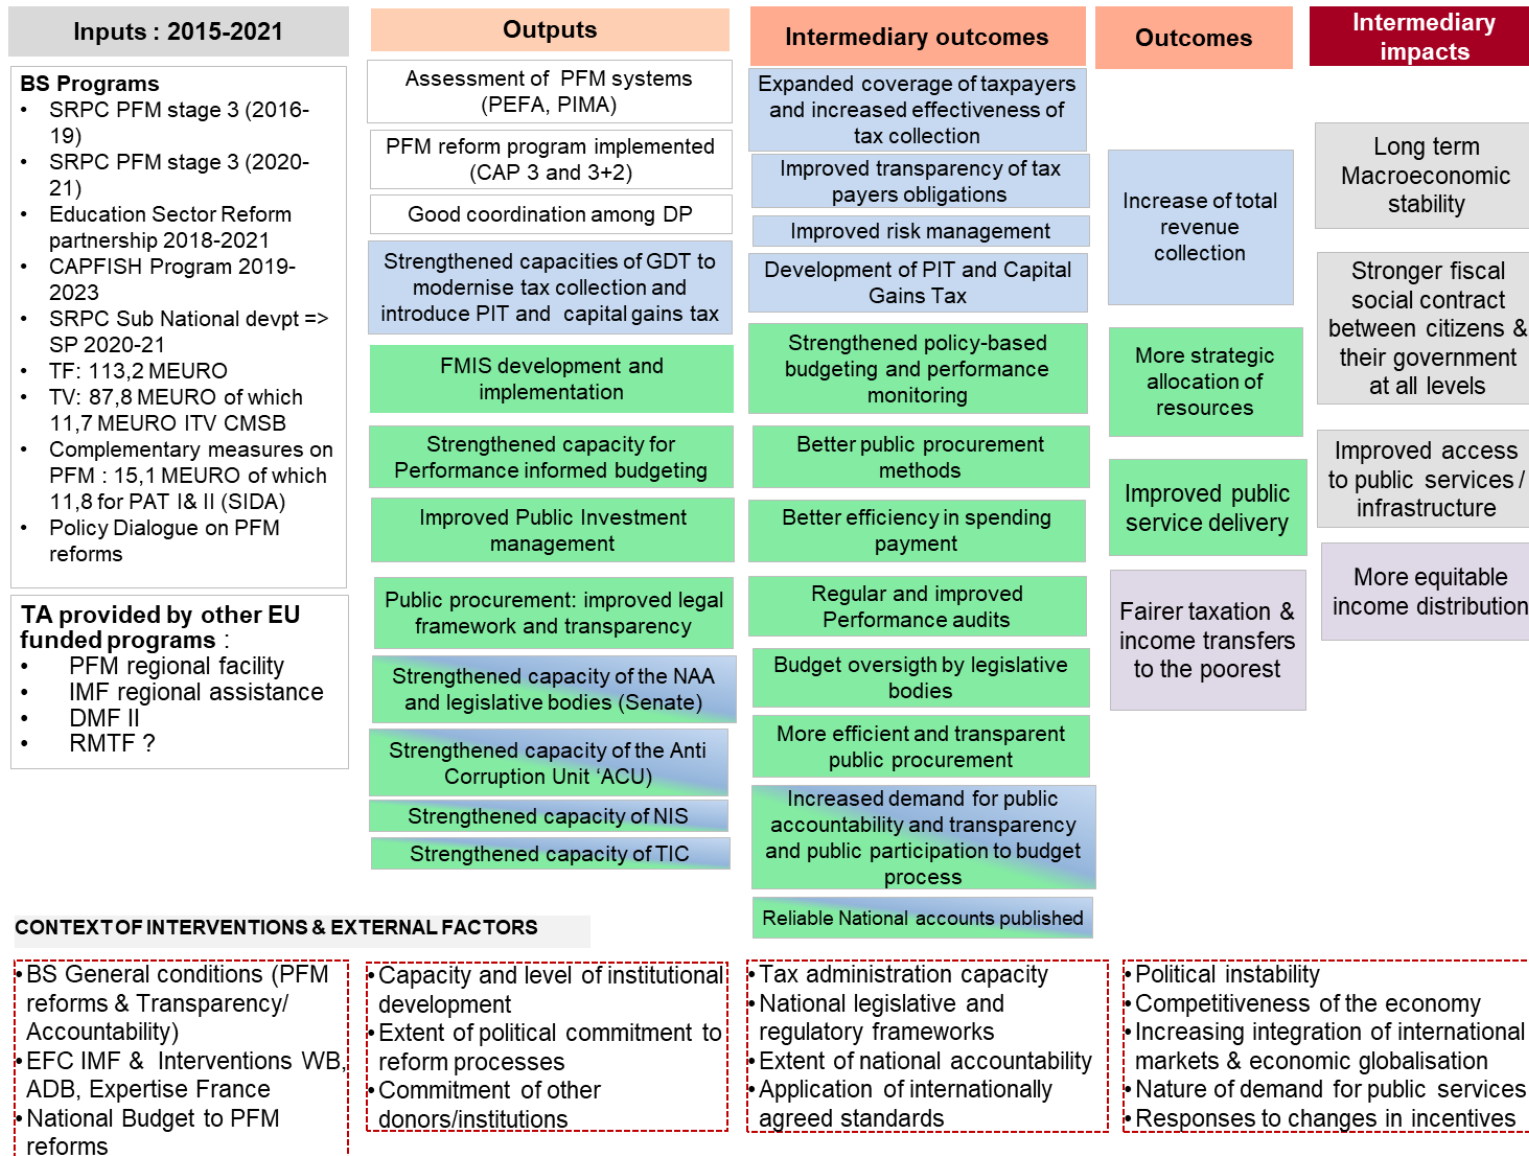 Inputs : 2015-2021
BS Programs
• SRPC PFM stage 3 (2016-
19)
• SRPC PFM stage 3 (2020-
21)
• Education Sector Reform
partnership 2018-2021
• CAPFISH Program 2019-
2023
• SRPC Sub National devpt =>
SP 2020-21
• TF: 113,2 MEURO
• TV: 87,8 MEURO of which
11,7 MEURO ITV CMSB
• Complementary measures on
PFM : 15,1 MEURO of which
11,8 for PAT I& II (SIDA)
• Policy Dialogue on PFM
reforms
TA provided by other EU
funded programs :
• PFM regional facility
• IMF regional assistance
• DMF II
• RMTF ?
Outputs
Assessment of PFM systems
(PEFA, PIMA)
PFM reform program implemented
(CAP 3 and 3+2)
Good coordination among DP
Strengthened capacities of GDT to
modernise tax collection and
introduce PIT and capital gains tax
FMIS development and
implementation
Strengthened capacity for
Performance informed budgeting
Improved Public Investment
management
Public procurement: improved legal
framework and transparency
Strengthened capacity of the NAA
and legislative bodies (Senate)
Strengthened capacity of the Anti
Corruption Unit ‘ACU)
Strengthened capacity of NIS
Strengthened capacity of TIC
Intermediary outcomes
Expanded coverage of taxpayers
and increased effectiveness of
tax collection
Improved transparency of tax
payers obligations
Improved risk management
Development of PIT and Capital
Gains Tax
Strengthened policy-based
budgeting and performance
monitoring
Better public procurement
methods
Better efficiency in spending
payment
Regular and improved
Performance audits
Budget oversigth by legislative
bodies
More efficient and transparent
public procurement
Increased demand for public
accountability and transparency
and public participation to budget
process
Reliable National accounts published
Outcomes
Increase of total
revenue
collection
More strategic
allocation of
resources
Improved public
service delivery
Fairer taxation &
income transfers
to the poorest
Intermediary
impacts
Long term
Macroeconomic
stability
Stronger fiscal
social contract
between citizens &
their government
at all levels
Improved access
to public services /
infrastructure
More equitable
income distribution
CONTEXT OF INTERVENTIONS & EXTERNAL FACTORS
•BS General conditions (PFM
reforms & Transparency/
Accountability)
•EFC IMF & Interventions WB,
ADB, Expertise France
•National Budget to PFM
reforms
•Capacity and level of institutional
development
•Extent of political commitment to
reform processes
•Commitment of other
donors/institutions
•Tax administration capacity
•National legislative and
regulatory frameworks
•Extent of national accountability
•Application of internationally
agreed standards
•Political instability
•Competitiveness of the economy
•Increasing integration of international
markets & economic globalisation
•Nature of demand for public services
•Responses to changes in incentives